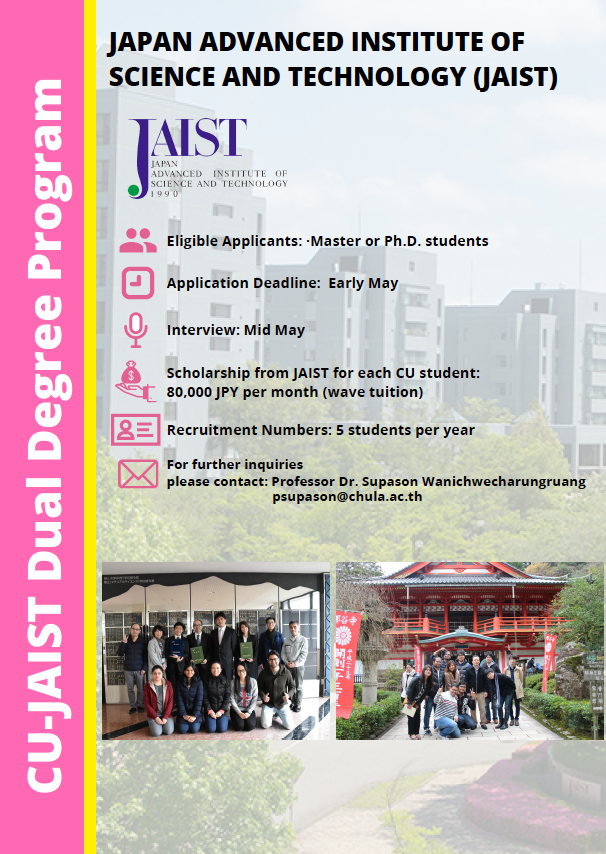 JAPAN ADVANCED INSTITUTE OF
SCIENCE AND TECHNOLOGY (JAIST)
CU-JAIST Dual Degree Program
JAIST
JAPAN
ADVANCED INSTITUTE OF
SCIENCE AND TECHNOLOGY
1990
Eligible Applicants: ·Master or Ph.D. students
Application Deadline: Early May
Interview: Mid May
Scholarship from JAIST for each CU student:
80,000 JPY per month (wave tuition)
Recruitment Numbers: 5 students per year
For further inquiries
please contact: Professor Dr. Supason Wanichwecharungruang
psupason@chula.ac.th